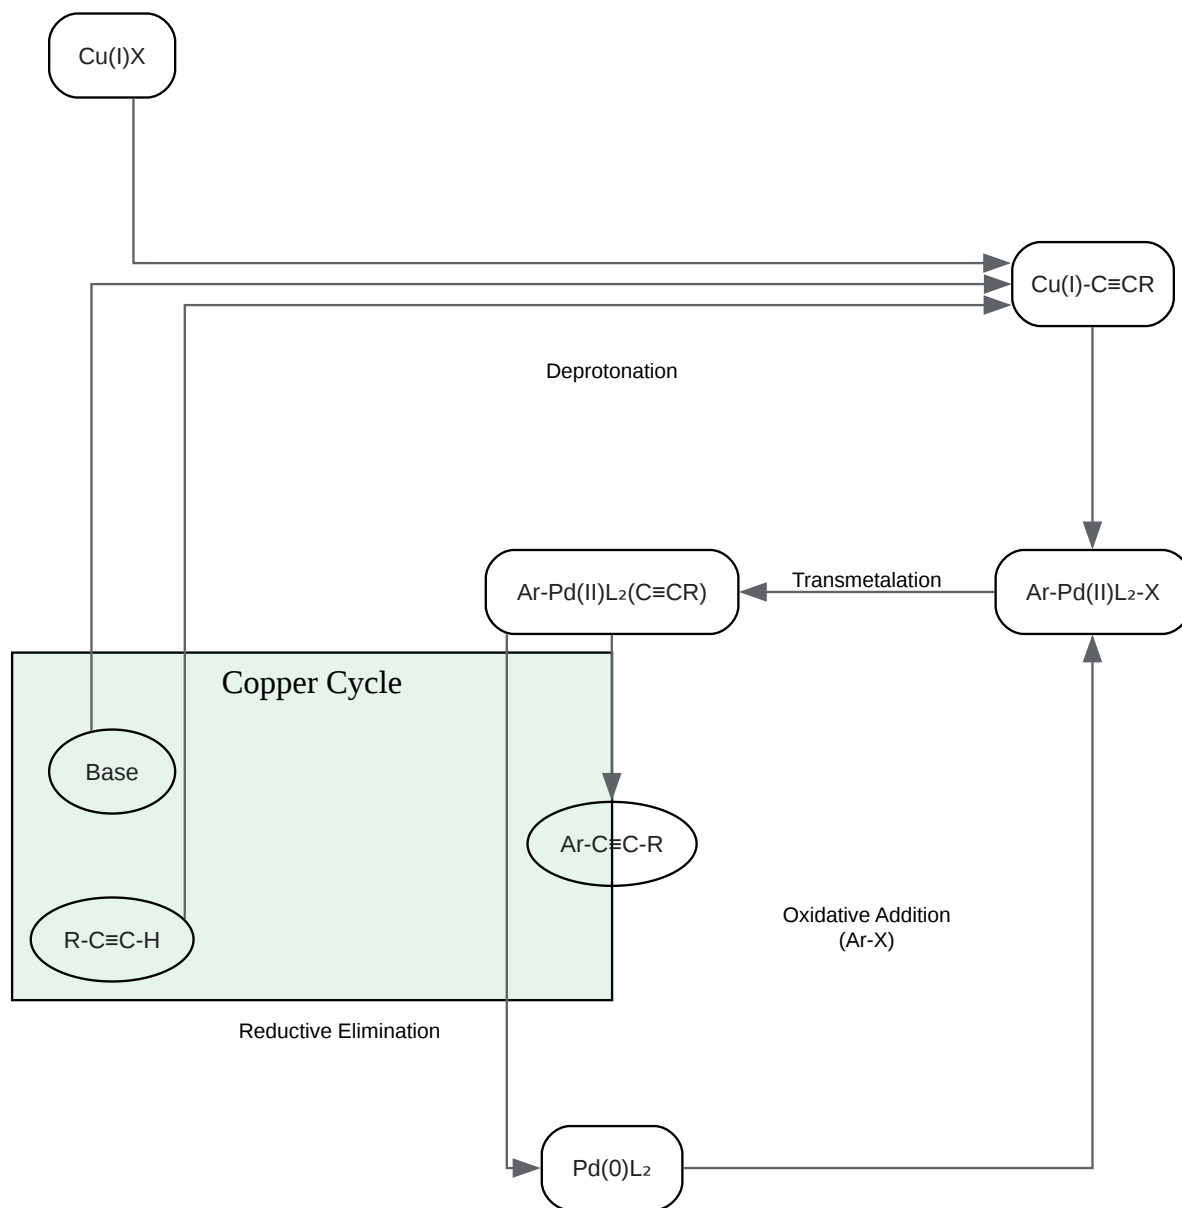 Cu(I)X
Cu(I)-C≡CR
Deprotonation
Ar-Pd(II)L₂(C≡CR)
Transmetalation
Ar-Pd(II)L₂-X
Copper Cycle
Base
Ar-C≡C-R
R-C≡C-H
Oxidative Addition
(Ar-X)
Reductive Elimination
Pd(0)L₂